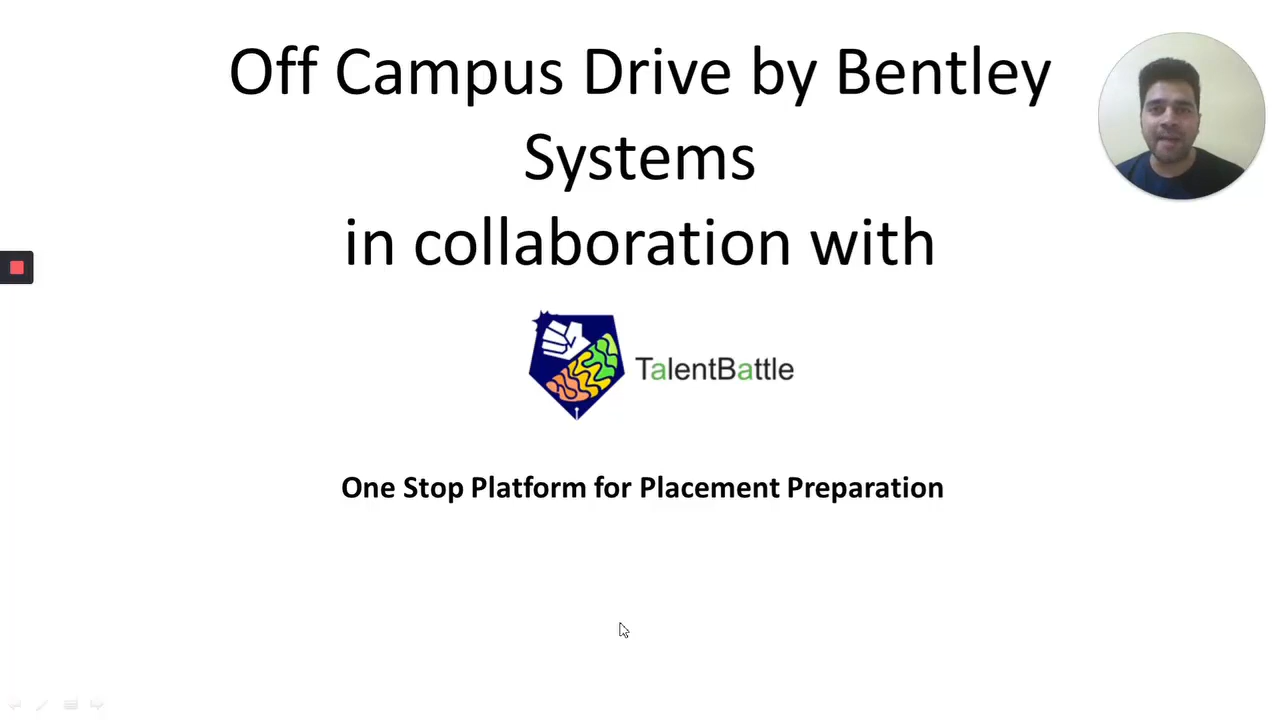 Off Campus Drive by Bentley
Systems
in collaboration with
TalentBattle
One Stop Platform for Placement Preparation